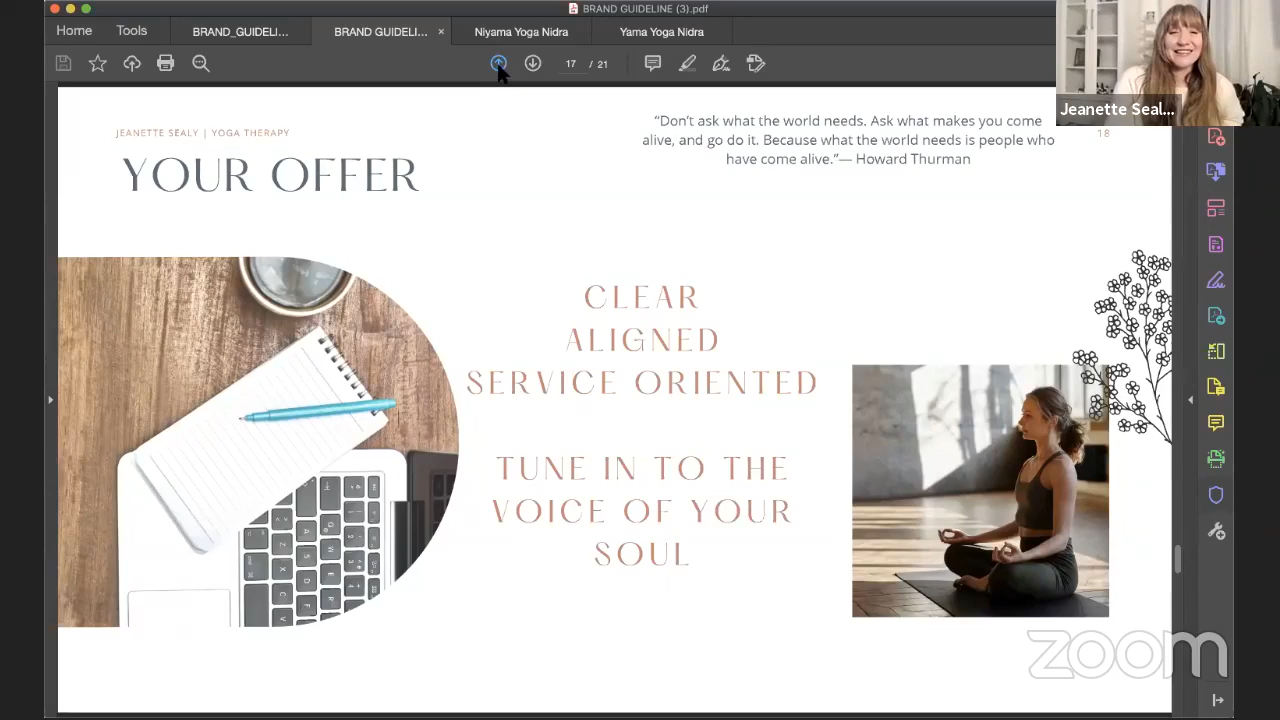 BRAND GUIDELINE (3).pdf
Home
Tools
BRAND_GUIDELI...
BRAND GUIDELI... ×
Niyama Yoga Nidra
Yama Yoga Nidra
17 / 21
Jeanette Seal...
JEANETTE SEALY | YOGA THERAPY
YOUR OFFER
“Don’t ask what the world needs. Ask what makes you come
alive, and go do it. Because what the world needs is people who
have come alive.”— Howard Thurman
18
CLEAR
ALIGNED
SERVICE ORIENTED
TUNE IN TO THE
VOICE OF YOUR
SOUL
zoom